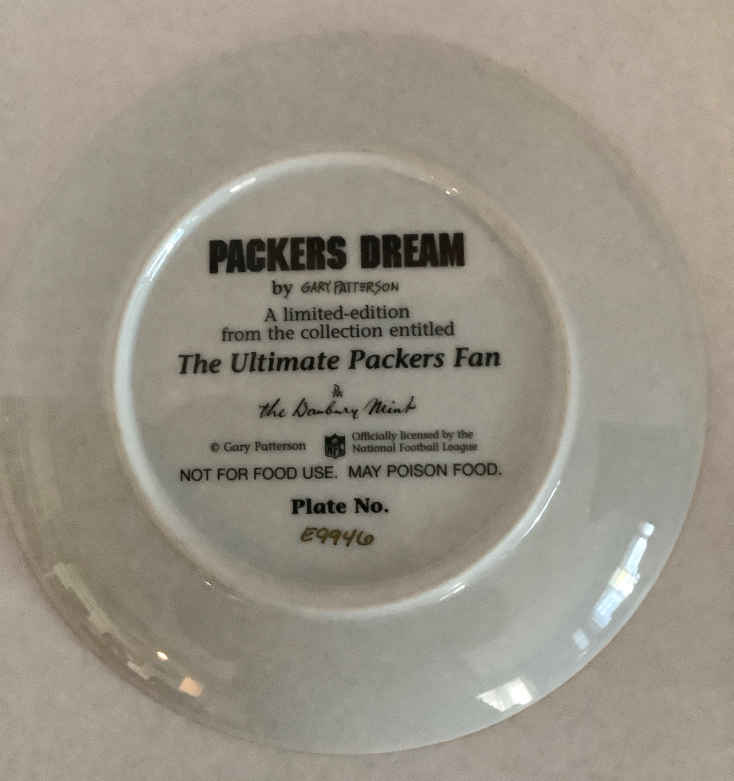 PACKERS DREAM
by GARY PATTERSON
A limited-edition
from the collection entitled
The Ultimate Packers Fan
the Danbury Mint
© Gary Patterson
NFL
Officially licensed by the
National Football League
NOT FOR FOOD USE. MAY POISON FOOD.
Plate No.
E9946